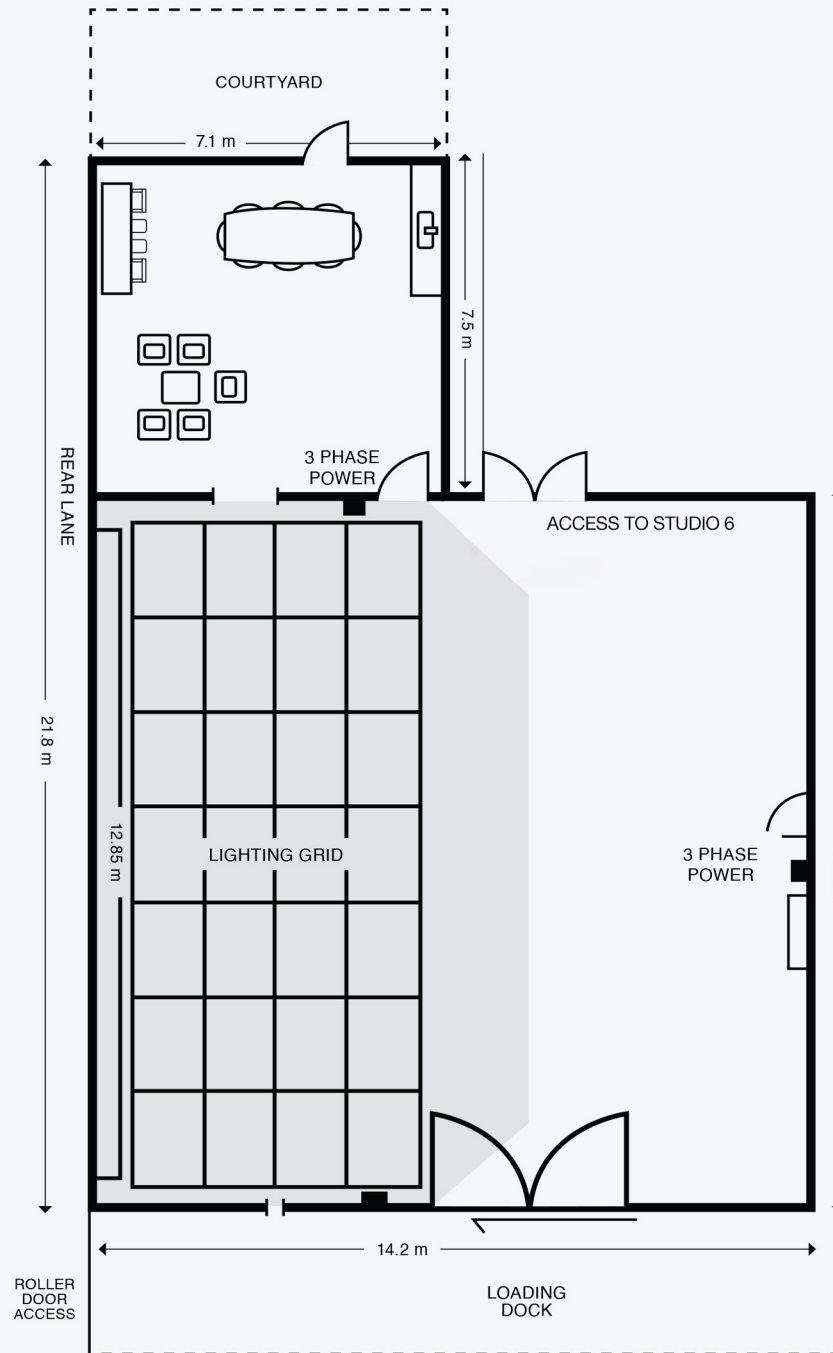 COURTYARD
7.1 m
7.5 m
3 PHASE
POWER
REAR LANE
ACCESS TO STUDIO 6
21.8 m
12.85 m
LIGHTING GRID
3 PHASE
POWER
14.2 m
ROLLER
DOOR
ACCESS
LOADING
DOCK